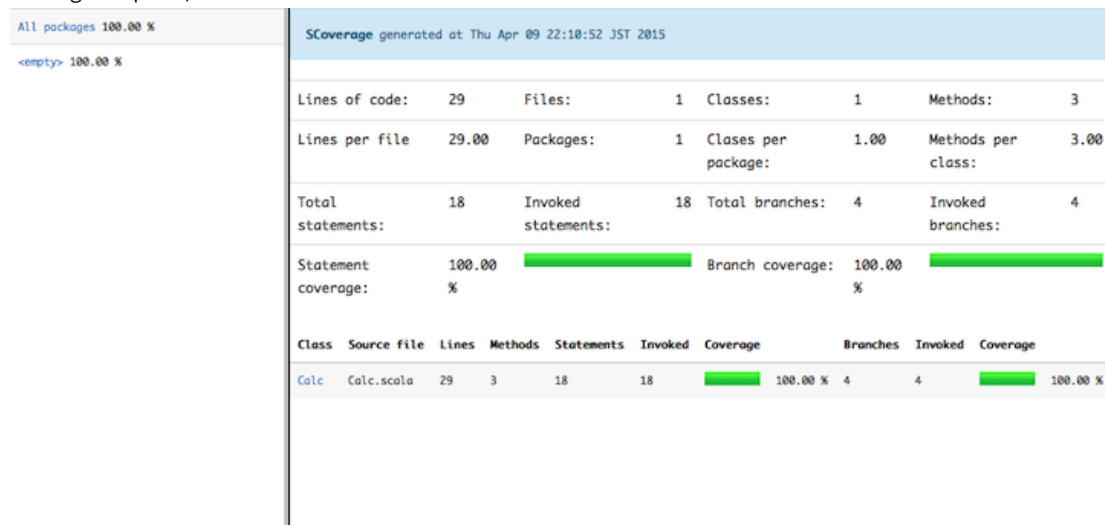 All packages 100.00 %
<empty> 100.00 %
SCoverage generated at Thu Apr 09 22:10:52 JST 2015
Lines of code: 29 Files: 1 Classes: 1 Methods: 3
Lines per file 29.00 Packages: 1 Clases per package: 1.00 Methods per class: 3.00
Total statements: 18 Invoked statements: 18 Total branches: 4 Invoked branches: 4
Statement coverage: 100.00 % Branch coverage: 100.00 %
Class Source file Lines Methods Statements Invoked Coverage Branches Invoked Coverage
Calc Calc.scala 29 3 18 18 100.00 % 4 4 100.00 %